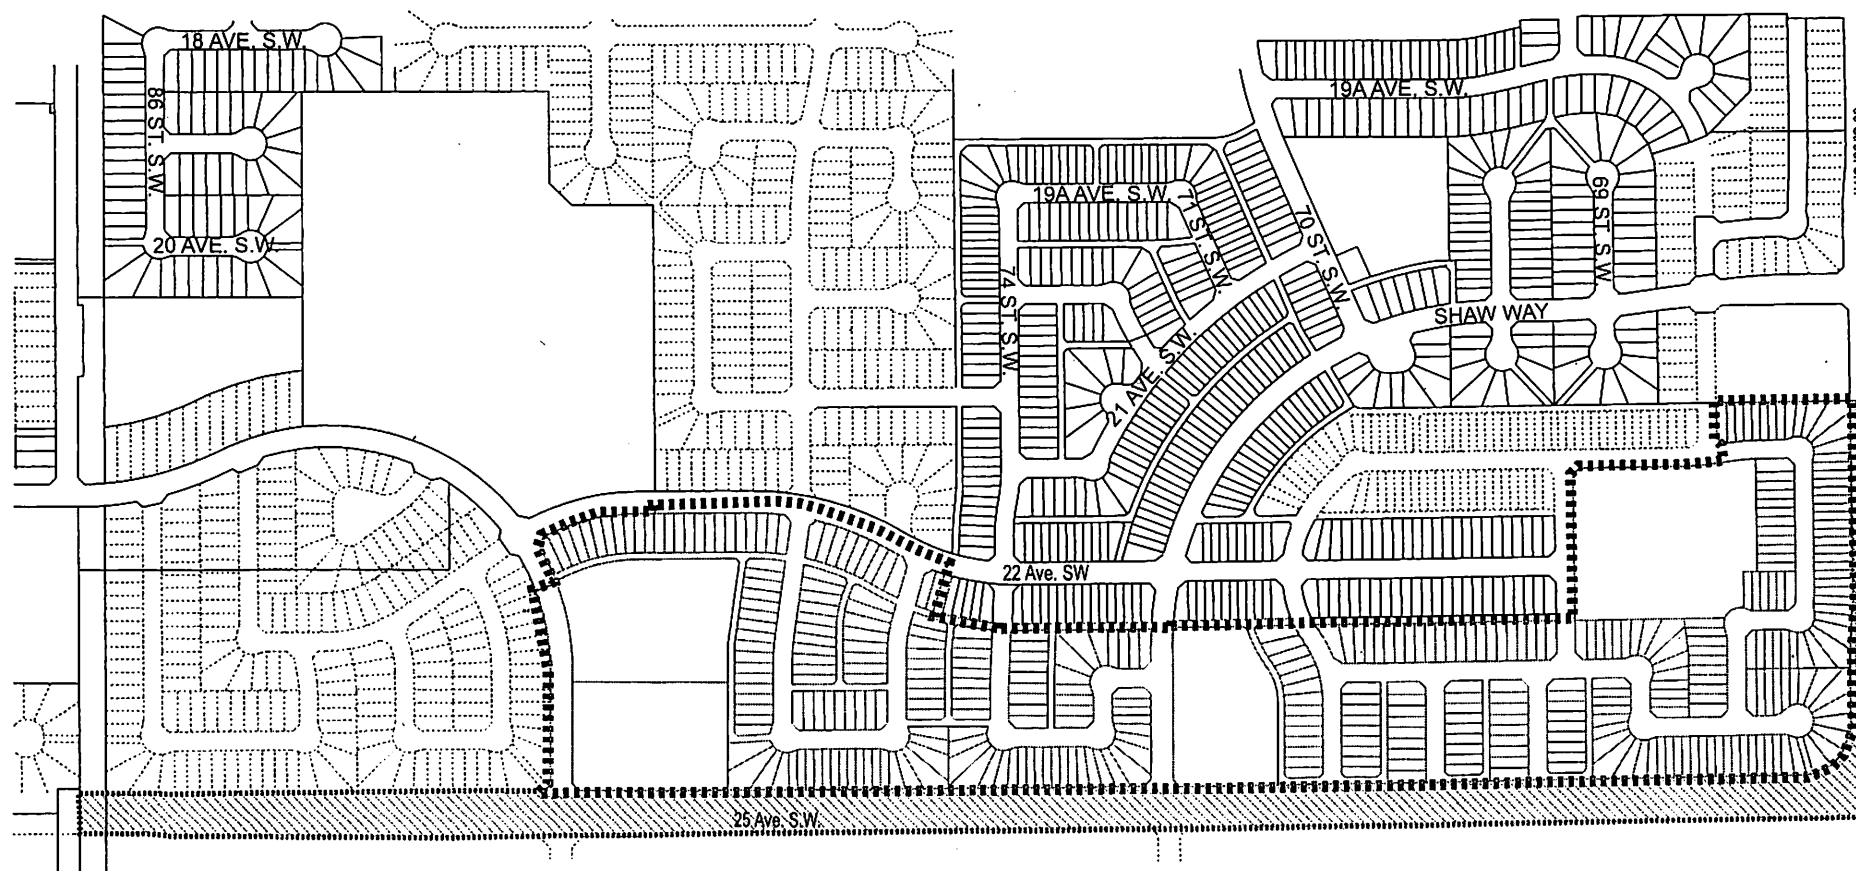 18 AVE. S.W.
86 ST. S.W.
20 AVE. S.W.
19A AVE. S.W.
19A AVE. S.W.
71 ST. S.W.
70 ST. S.W.
69 ST. S.W.
74 ST. S.W.
SHAW WAY
21 AVE. S.W.
22 Ave. SW
25 Ave. S.W.